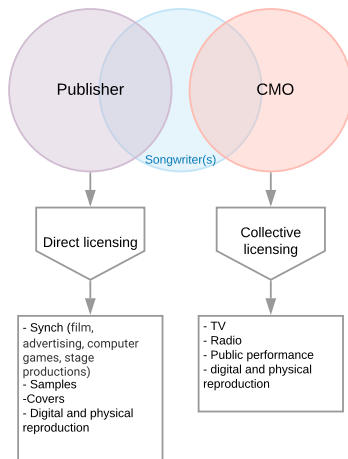 Publisher
CMO
Songwriter(s)
Direct licensing
Collective
licensing
- Synch (film,
advertising, computer
games, stage
productions)
- Samples
-Covers
- Digital and physical
reproduction
- TV
- Radio
- Public performance
- digital and physical
reproduction